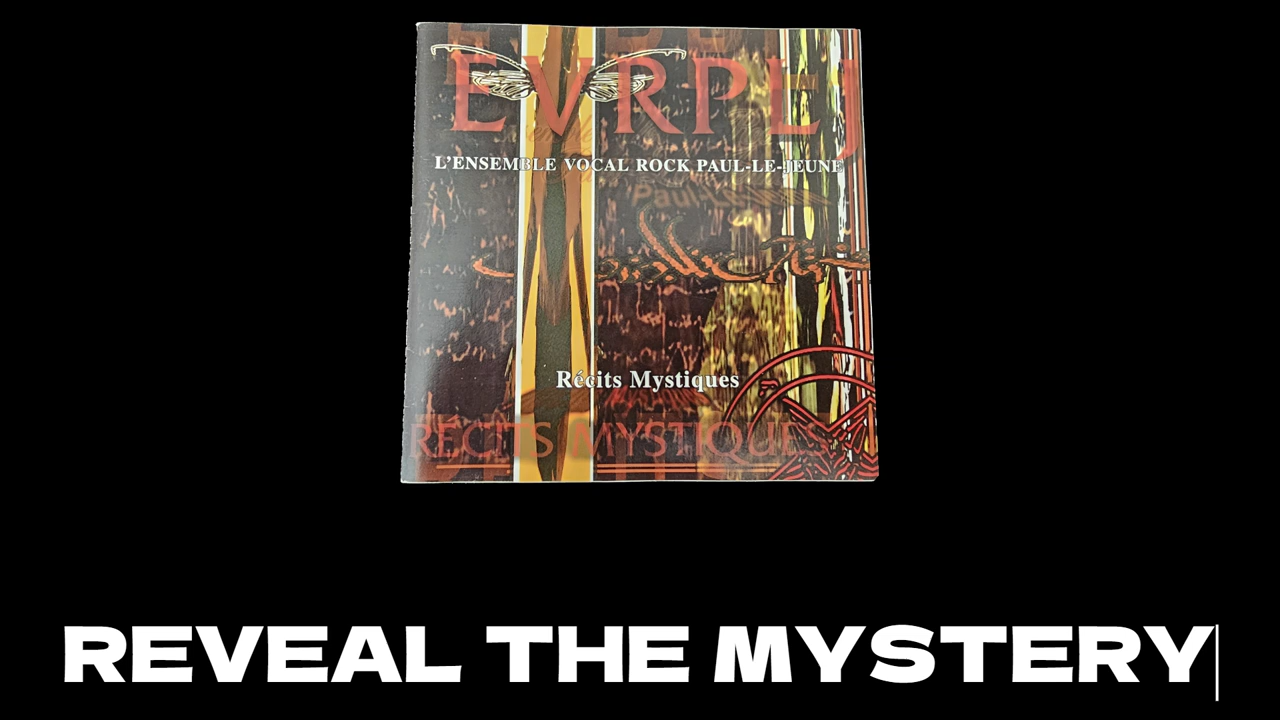 EVRPLJ
L'ENSEMBLE VOCAL ROCK PAUL-LE-JEUNE
Récits Mystiques
RÉCITS MYSTIQUES
REVEAL THE MYSTERY